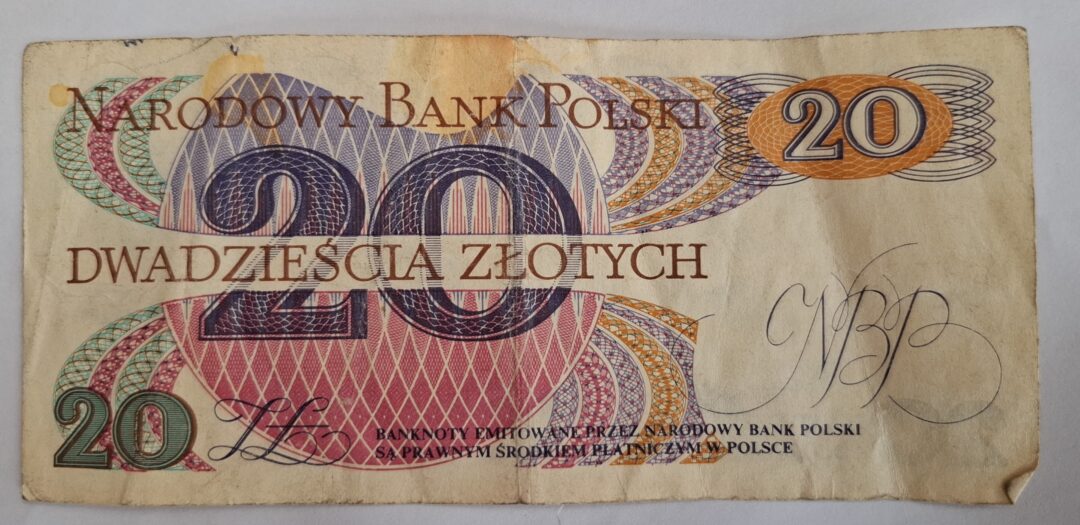 NARODOWY BANK POLSKI
20
20
DWADZIEŚCIA ZŁOTYCH
NBP
20
Zł
BANKNOTY EMITOWANE PRZEZ NARODOWY BANK POLSKI
SĄ PRAWNYM ŚRODKIEM PŁATNICZYM W POLSCE